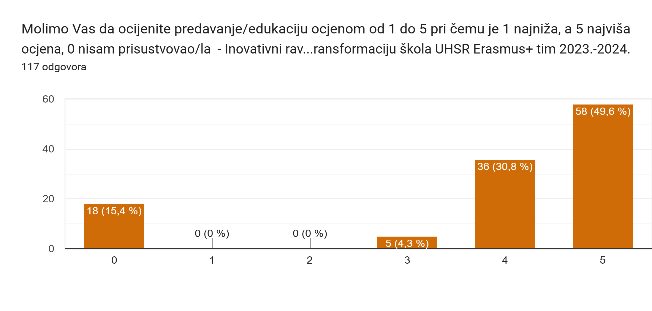 Molimo Vas da ocijenite predavanje/edukaciju ocjenom od 1 do 5 pri čemu je 1 najniža, a 5 najviša
ocjena, 0 nisam prisustvovao/la - Inovativni rav...ransformaciju škola UHSR Erasmus+ tim 2023.-2024.
117 odgovora
60
40
20
0
18 (15,4 %)
0 (0 %)
0 (0 %)
5 (4,3 %)
36 (30,8 %)
58 (49,6 %)
0 1 2 3 4 5